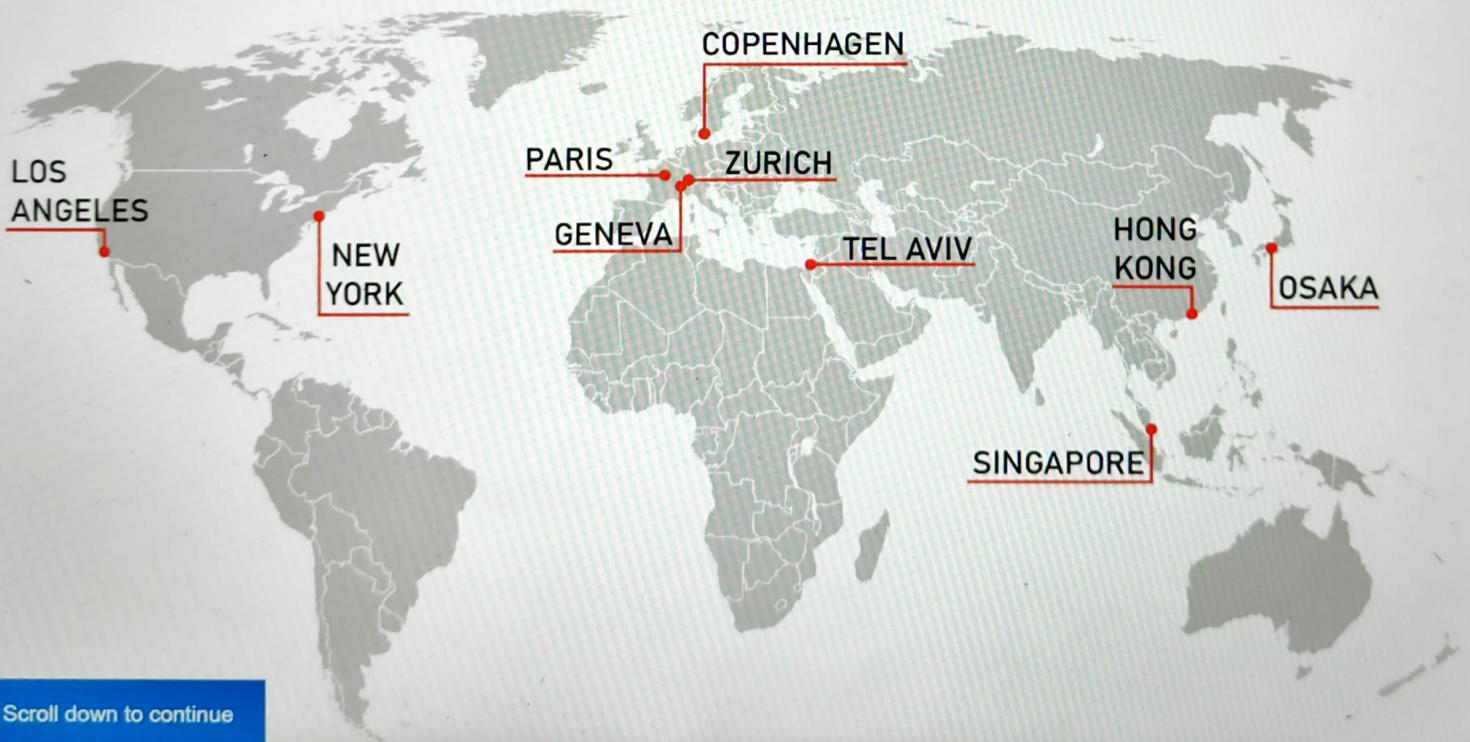 COPENHAGEN
PARIS
ZURICH
LOS
ANGELES
GENEVA
NEW
YORK
TEL AVIV
HONG
KONG
OSAKA
SINGAPORE
Scroll down to continue